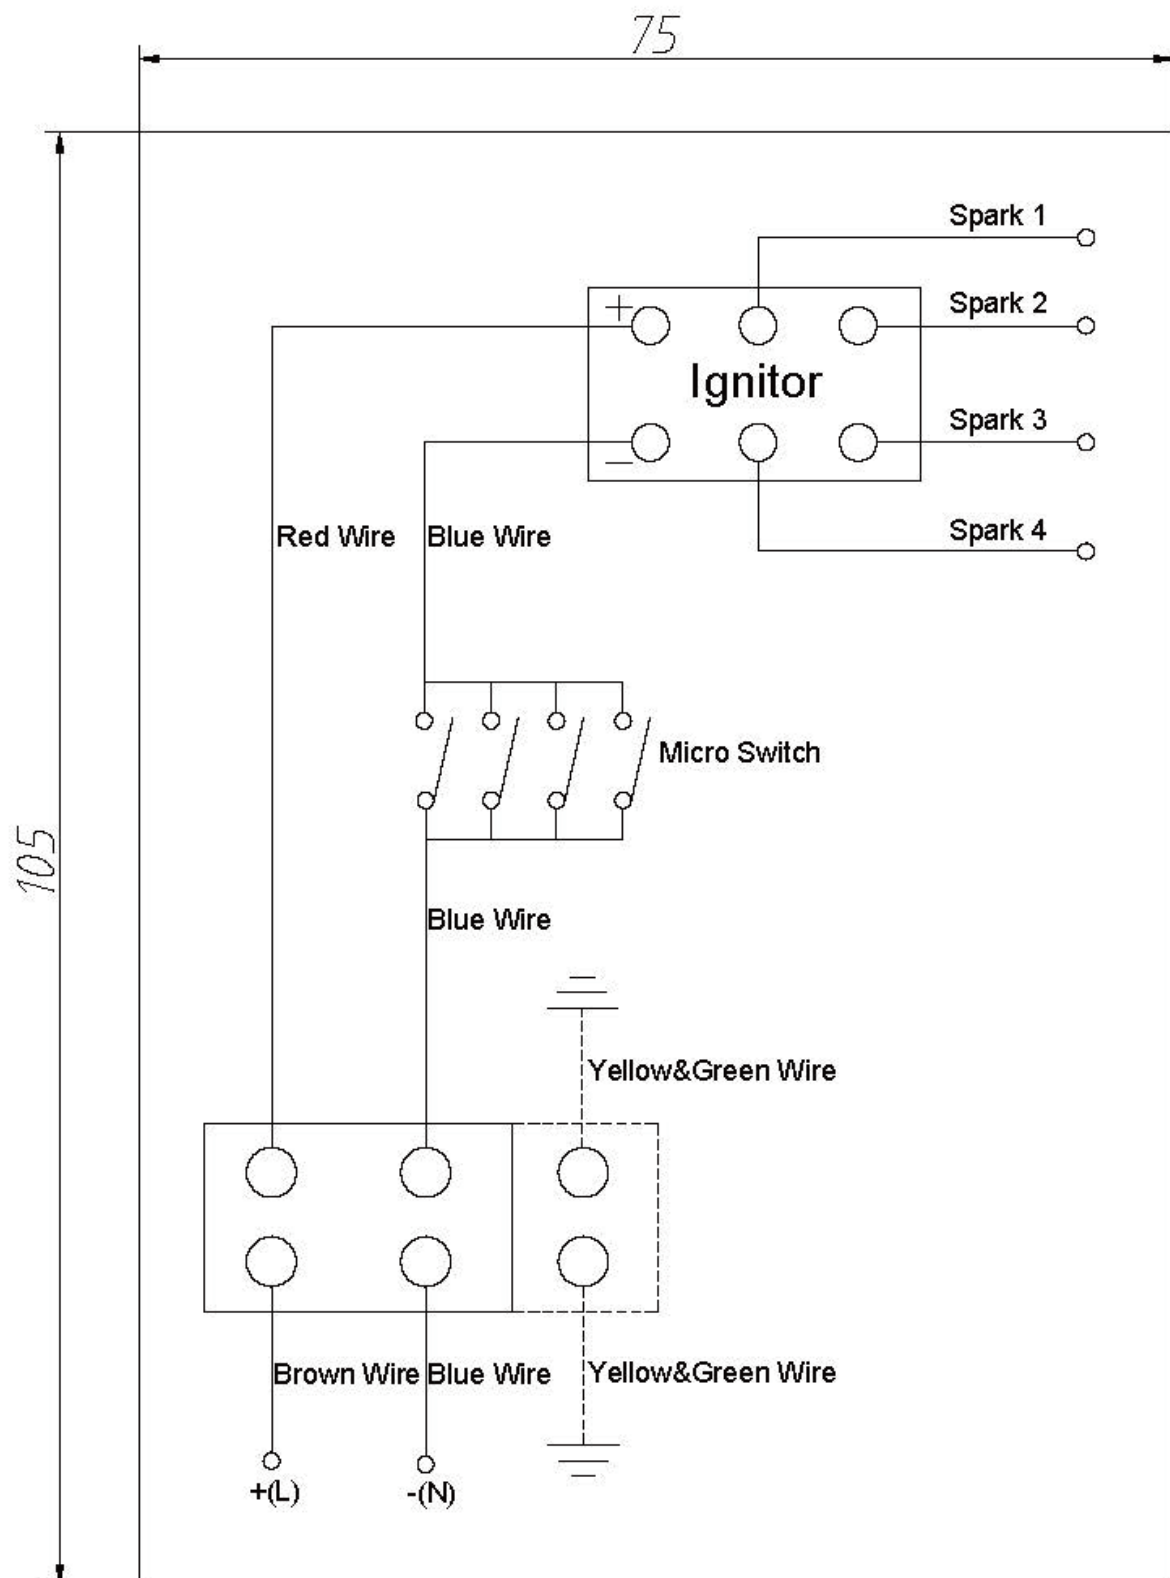 75
Spark 1
+
Spark 2
Ignitor
Spark 3
−
Red Wire
Blue Wire
Spark 4
Micro Switch
105
Blue Wire
Yellow&Green Wire
Brown Wire
Blue Wire
Yellow&Green Wire
+(L)
-(N)